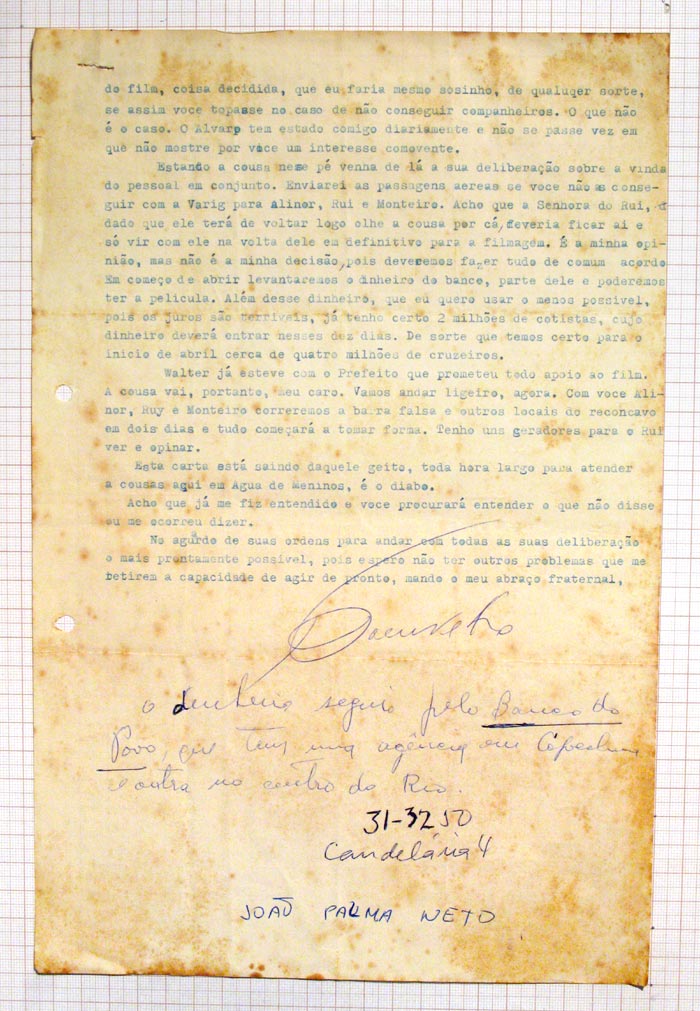 do film, coisa decidida, que eu faria mesmo sosinho, de qualuqer sorte,
se assim voce topasse no caso de não conseguir companheiros. O que não
é o caso. O Alvaro tem estado comigo diariamente e não se passe vez em
que não mostre por voce um interesse comovente.
Estando a cousa nese pé venha de lá a sua deliberação sobre a vinda
do pessoal em conjunto. Enviarei as passagens aereas se voce não as conse-
guir com a Varig para Alinor, Rui e Monteiro. Acho que a Senhora do Rui,
dado que ele terá de voltar logo olhe a cousa por cá, deveria ficar ai e
só vir com ele na volta dele em definitivo para a filmagem. É a minha opi-
nião, mas não é a minha decisão, pois deveremos fazer tudo de comum acordo
Em começo de abril levantaremos o dinheiro do banco, parte dele e poderemos
ter a pelicula. Além desse dinheiro, que eu quero usar o menos possivel,
pois os juros são terriveis, já tenho certo 2 milhões de cotistas, cujo
dinheiro deverá entrar nesses dez dias. De sorte que temos certo para o
inicio de abril cerca de quatro milhões de cruzeiros.
Walter já esteve com o Prefeito que prometeu todo apoio ao film.
A cousa vai, portanto, meu caro. Vamos andar ligeiro, agora. Com voce Ali-
nor, Ruy e Monteiro correremos a barra falsa e outros locais do reconcavo
em dois dias e tudo começará a tomar forma. Tenho uns geradores para o Rui
ver e opinar.
Esta carta está saindo daquele geito, toda hora largo para atender
a cousas aqui em Agua de Meninos, é o diabo.
Acho que já me fiz entendido e voce procurará entender o que não disse
ou me ocorreu dizer.
No agúrdo de suas ordens para andar com todas as suas deliberação
o mais prontamente possivel, pois espero não ter outros problemas que me
retirem a capacidade de agir de pronto, mando o meu abraço fraternal,
o dinheiro seguiu pelo Banco do
Povo, que tem uma agência em Copacabana
e outra no centro do Rio.
31-3250
Candelária 4
JOÃO PALMA NETO